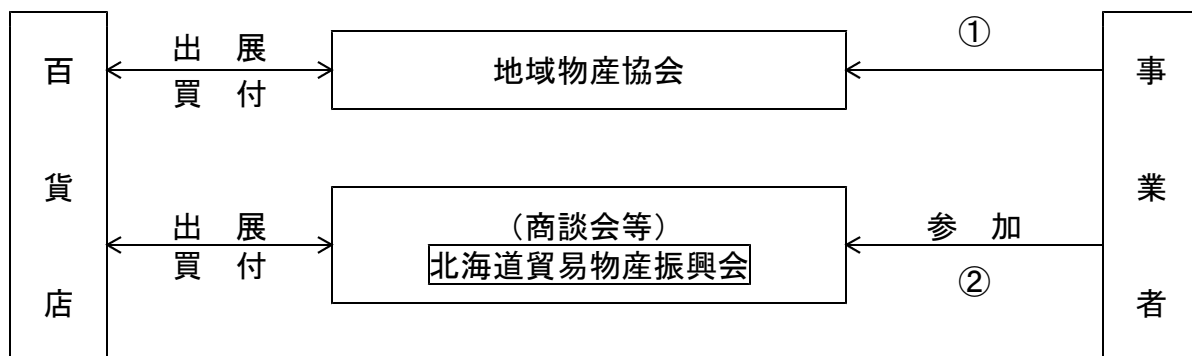 百貨店
出展
買付
地域物産協会
①
出展
買付
（商談会等）
北海道貿易物産振興会
参加
②
事業者